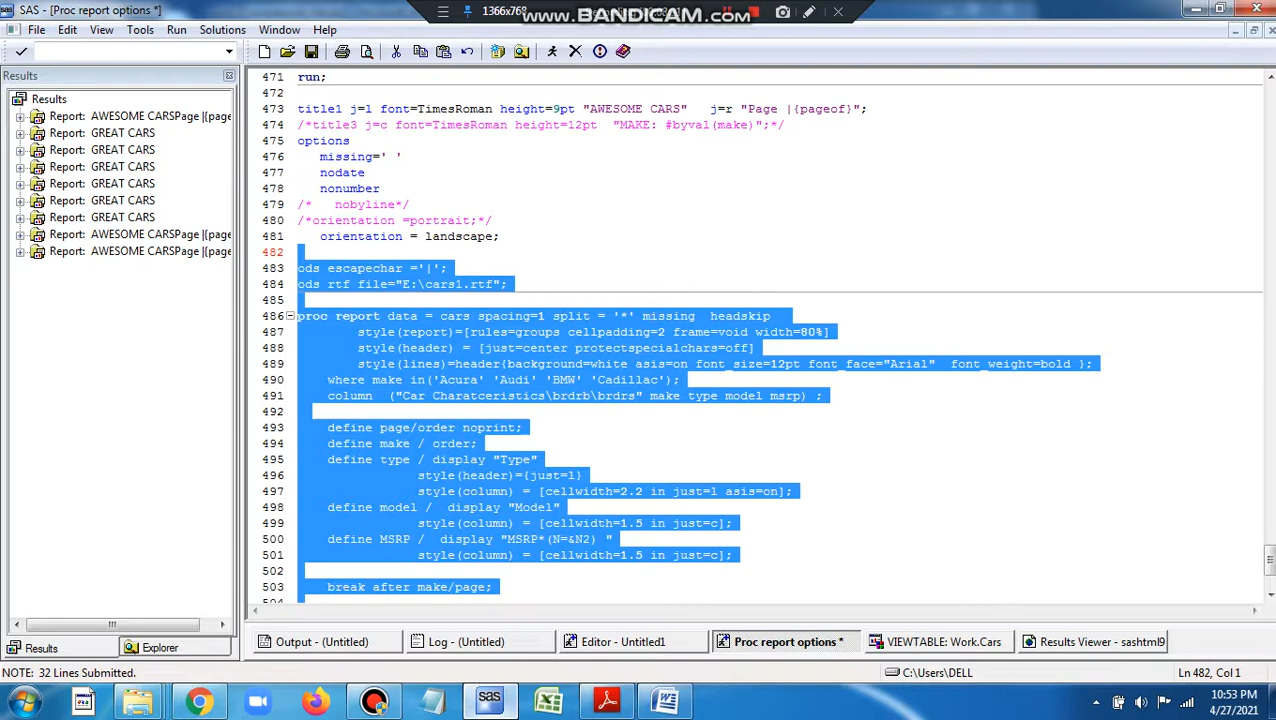 SAS - [Proc report options *]
1366x768
www.BANDICAM.com
File Edit View Tools Run Solutions Window Help
Results
Results
Report: AWESOME CARSPage |{page
Report: GREAT CARS
Report: GREAT CARS
Report: GREAT CARS
Report: GREAT CARS
Report: GREAT CARS
Report: GREAT CARS
Report: AWESOME CARSPage |{page
Report: AWESOME CARSPage |{page
471 run;
472
473 title1 j=l font=TimesRoman height=9pt "AWESOME CARS" j=r "Page |{pageof}";
474 /*title3 j=c font=TimesRoman height=12pt "MAKE: #byval(make)";*/
475 options
476 missing=' '
477 nodate
478 nonumber
479 /* nobyline*/
480 /*orientation =portrait;*/
481 orientation = landscape;
482
483 ods escapechar ='|';
484 ods rtf file="E:\cars1.rtf";
485
486 proc report data = cars spacing=1 split = '*' missing headskip
487 style(report)=[rules=groups cellpadding=2 frame=void width=80%]
488 style(header) = [just=center protectspecialchars=off]
489 style(lines)=header{background=white asis=on font_size=12pt font_face="Arial" font_weight=bold };
490 where make in('Acura' 'Audi' 'BMW' 'Cadillac');
491 column ("Car Charatceristics\brdrb\brdrs" make type model msrp) ;
492
493 define page/order noprint;
494 define make / order;
495 define type / display "Type"
496 style(header)={just=l}
497 style(column) = [cellwidth=2.2 in just=l asis=on];
498 define model / display "Model"
499 style(column) = [cellwidth=1.5 in just=c];
500 define MSRP / display "MSRP*(N=&N2) "
501 style(column) = [cellwidth=1.5 in just=c];
502
503 break after make/page;
504
Results Explorer
Output - (Untitled) Log - (Untitled) Editor - Untitled1 Proc report options * VIEWTABLE: Work.Cars Results Viewer - sashtml9
NOTE: 32 Lines Submitted.
C:\Users\DELL
Ln 482, Col 1
10:53 PM
4/27/2021